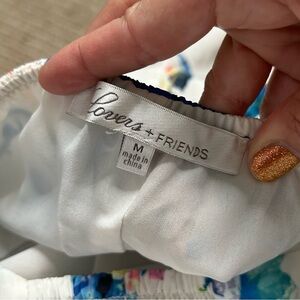 lovers + FRIENDS
M
made in
china